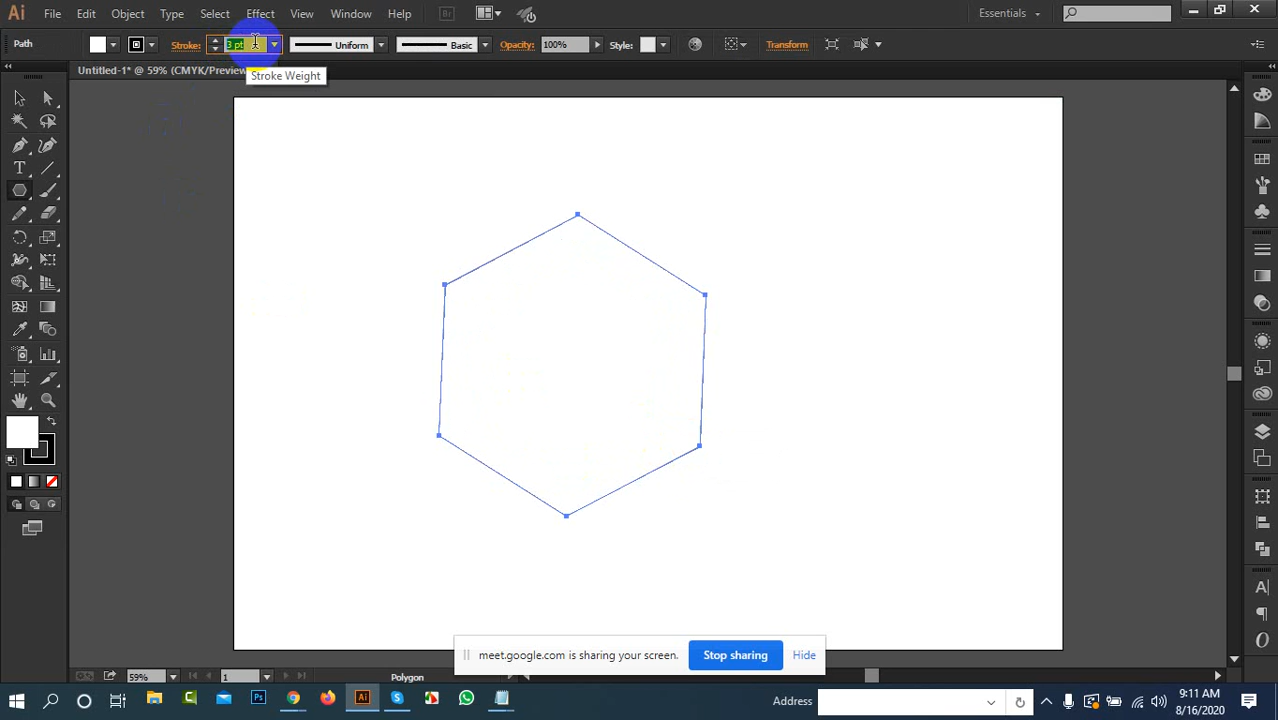 Ai File Edit Object Type Select Effect View Window Help Br Essentials
Path Stroke: 3 pt Uniform Basic Opacity: 100% Style: Transform
Untitled-1* @ 59% (CMYK/Preview
Stroke Weight
meet.google.com is sharing your screen. Stop sharing Hide
59% 1 Polygon
Address 9:11 AM
8/16/2020